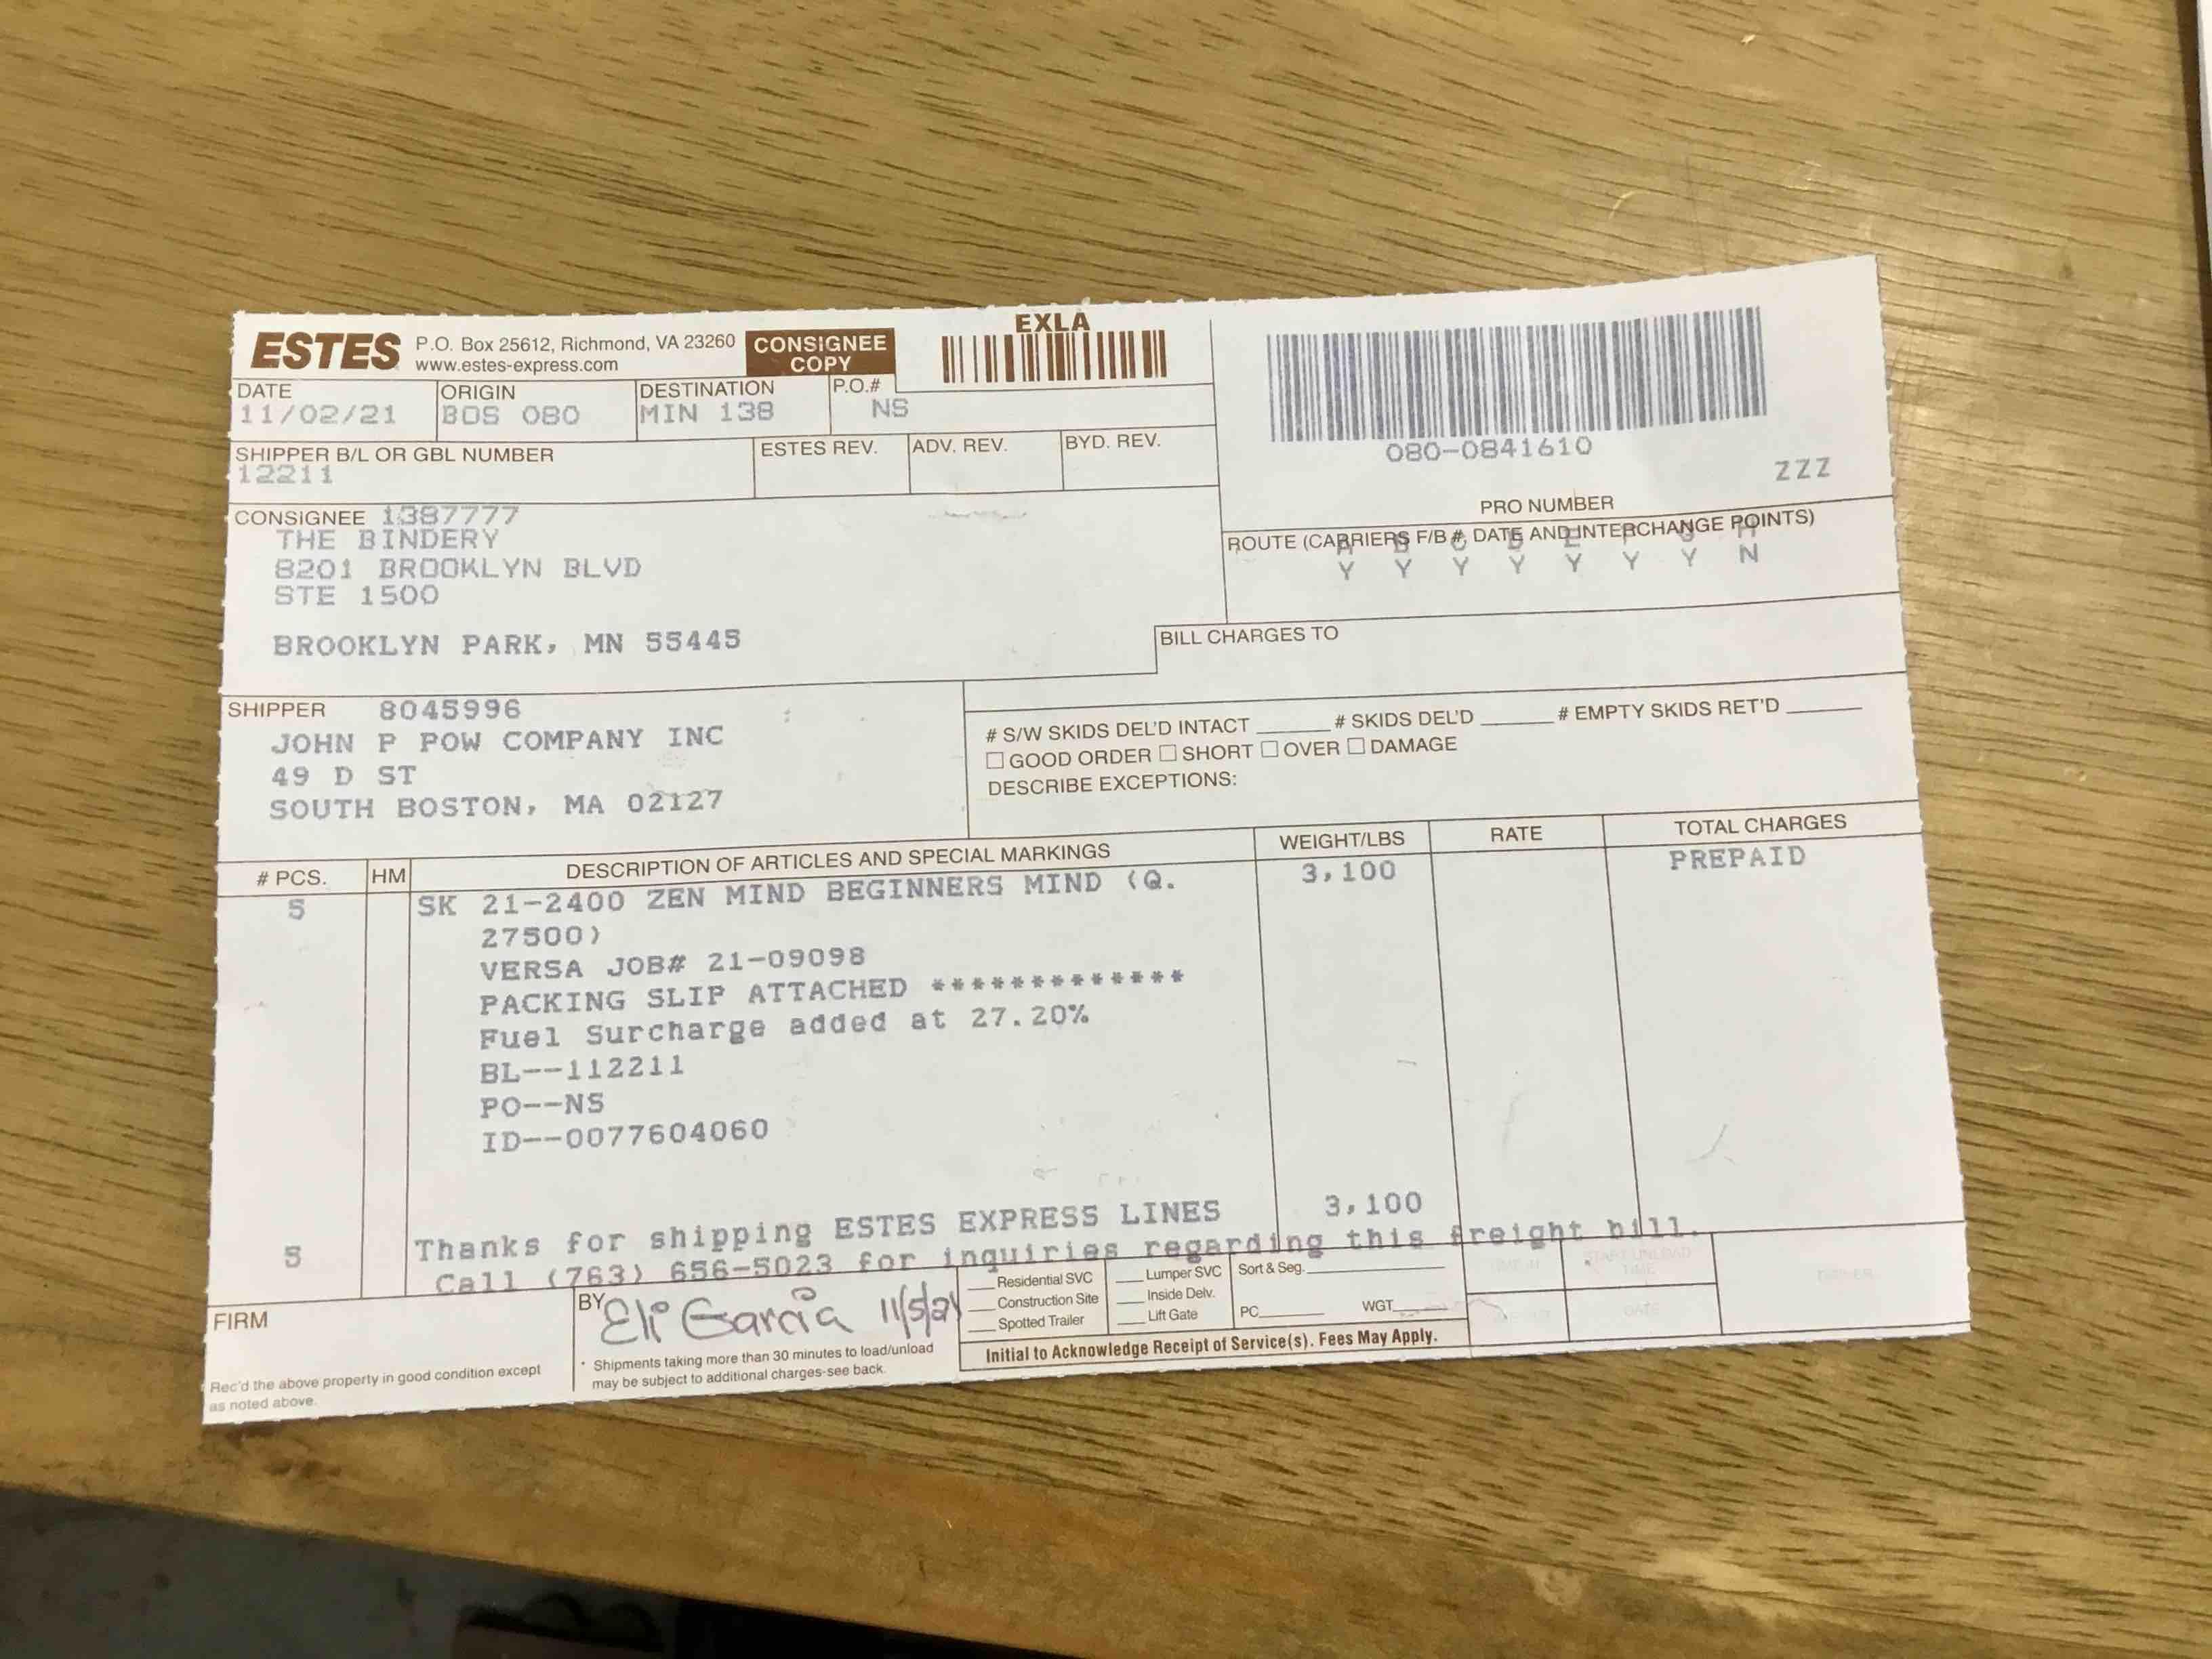 ESTES
P.O. Box 25612, Richmond, VA 23260
www.estes-express.com
CONSIGNEE
COPY
EXLA
DATE
11/02/21
ORIGIN
BOS 080
DESTINATION
MIN 138
P.O.#
NS
080-0841610
ZZZ
PRO NUMBER
SHIPPER B/L OR GBL NUMBER
12211
ESTES REV.
ADV. REV.
BYD. REV.
CONSIGNEE 1387777
THE BINDERY
8201 BROOKLYN BLVD
STE 1500
BROOKLYN PARK, MN 55445
ROUTE (CARRIERS F/B #, DATE AND INTERCHANGE POINTS)
Y Y Y Y Y Y Y N
BILL CHARGES TO
SHIPPER 8045996
JOHN P POW COMPANY INC
49 D ST
SOUTH BOSTON, MA 02127
# S/W SKIDS DEL'D INTACT ______ # SKIDS DEL'D ______ # EMPTY SKIDS RET'D ______
☐ GOOD ORDER ☐ SHORT ☐ OVER ☐ DAMAGE
DESCRIBE EXCEPTIONS:
# PCS.
HM
DESCRIPTION OF ARTICLES AND SPECIAL MARKINGS
WEIGHT/LBS
RATE
TOTAL CHARGES
5
SK 21-2400 ZEN MIND BEGINNERS MIND (Q.
3,100
PREPAID
27500)
VERSA JOB# 21-09098
PACKING SLIP ATTACHED *************
Fuel Surcharge added at 27.20%
BL--112211
PO--NS
ID--0077604060
3,100
5
Thanks for shipping ESTES EXPRESS LINES
Call (763) 656-5023 for inquiries regarding this freight bill.
FIRM
Rec'd the above property in good condition except
as noted above.
BY Eli Garcia 11/5/21
* Shipments taking more than 30 minutes to load/unload
may be subject to additional charges-see back.
____ Residential SVC
____ Construction Site
____ Spotted Trailer
____ Lumper SVC
____ Inside Delv.
____ Lift Gate
Sort & Seg.
PC______ WGT______
Initial to Acknowledge Receipt of Service(s). Fees May Apply.